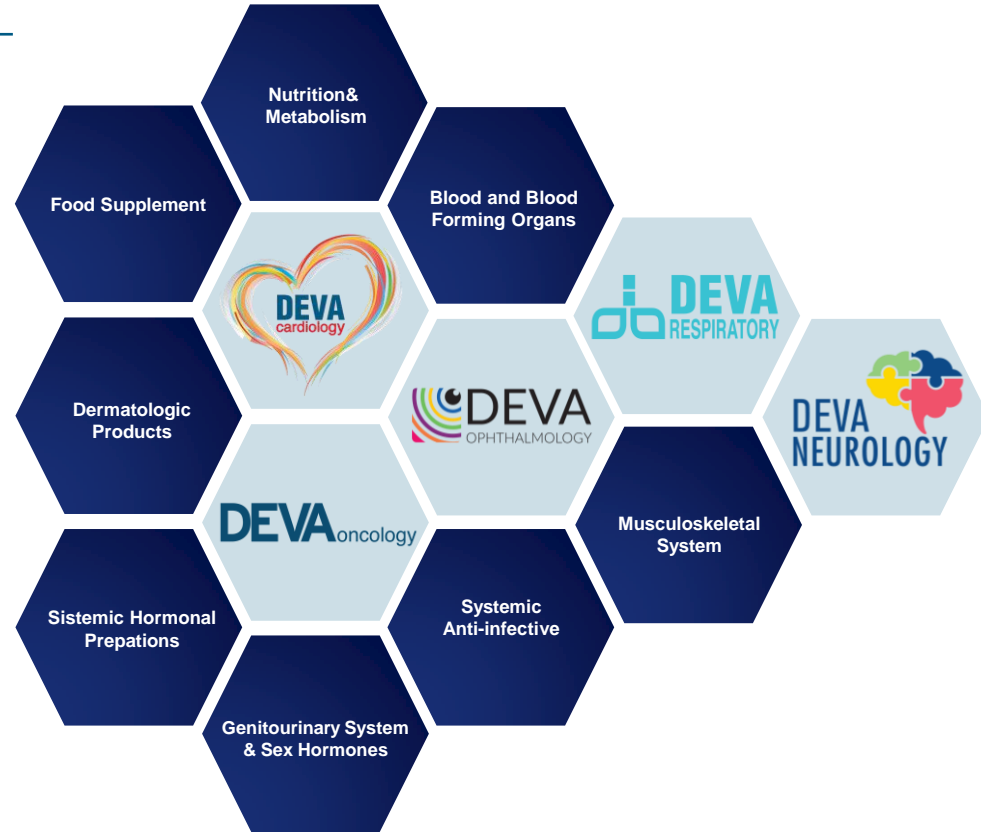 Nutrition&
Metabolism
Food Supplement
Blood and Blood
Forming Organs
DEVA
cardiology
DEVA
RESPIRATORY
DEVA
OPHTHALMOLOGY
DEVA
NEUROLOGY
Dermatologic
Products
DEVA oncology
Musculoskeletal
System
Sistemic Hormonal
Prepations
Systemic
Anti-infective
Genitourinary System
& Sex Hormones